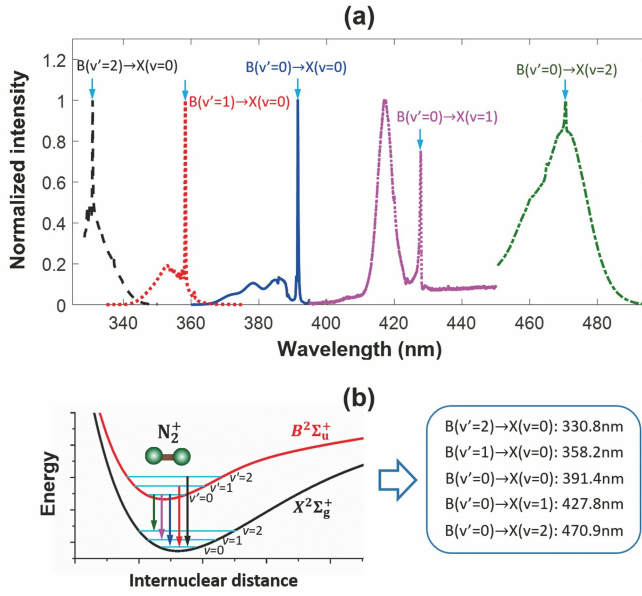 (a)
B(v'=2)→X(v=0)
B(v'=0)→X(v=0)
B(v'=0)→X(v=2)
B(v'=1)→X(v=0)
B(v'=0)→X(v=1)
Normalized intensity
1.2
1
0.8
0.6
0.4
0.2
0
340 360 380 400 420 440 460 480
Wavelength (nm)
(b)
N₂⁺
B²Σᵤ⁺
X²Σg⁺
v'=2
v'=1
v'=0
v=2
v=1
v=0
Energy
Internuclear distance
B(v'=2)→X(v=0): 330.8nm
B(v'=1)→X(v=0): 358.2nm
B(v'=0)→X(v=0): 391.4nm
B(v'=0)→X(v=1): 427.8nm
B(v'=0)→X(v=2): 470.9nm